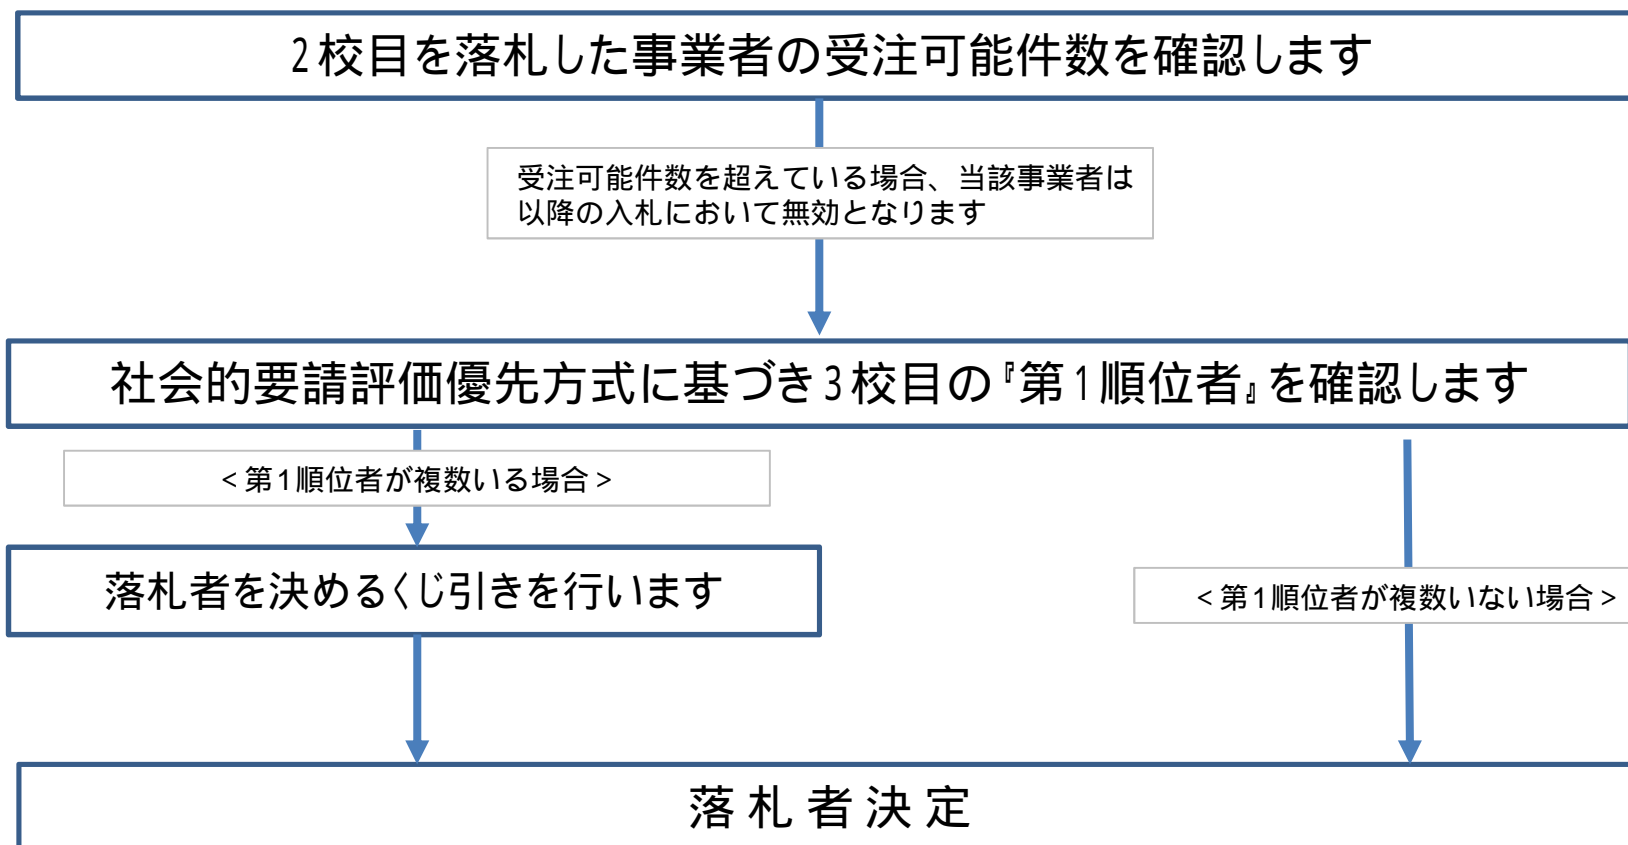 2校目を落札した事業者の受注可能件数を確認します
受注可能件数を超えている場合、当該事業者は
以降の入札において無効となります
社会的要請評価優先方式に基づき3校目の『第1順位者』を確認します
<第1順位者が複数いる場合>
落札者を決めるくじ引きを行います
<第1順位者が複数いない場合>
落札者決定